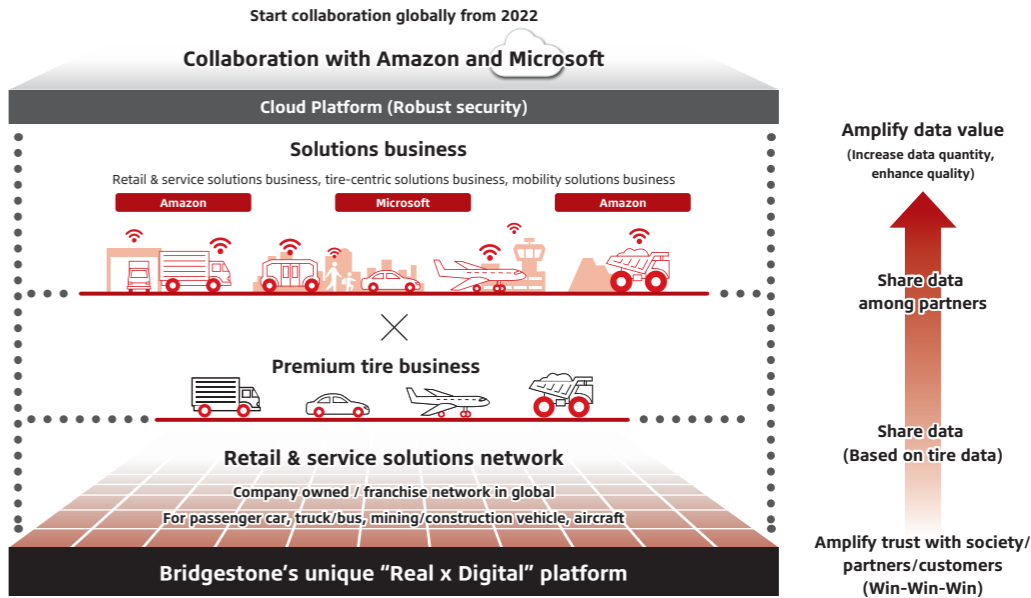 Start collaboration globally from 2022
Collaboration with Amazon and Microsoft
Cloud Platform (Robust security)
Solutions business
Retail & service solutions business, tire-centric solutions business, mobility solutions business
Amazon
Microsoft
Amazon
Premium tire business
Retail & service solutions network
Company owned / franchise network in global
For passenger car, truck/bus, mining/construction vehicle, aircraft
Bridgestone's unique “Real x Digital” platform
Amplify data value
(Increase data quantity,
enhance quality)
Share data
among partners
Share data
(Based on tire data)
Amplify trust with society/
partners/customers
(Win-Win-Win)